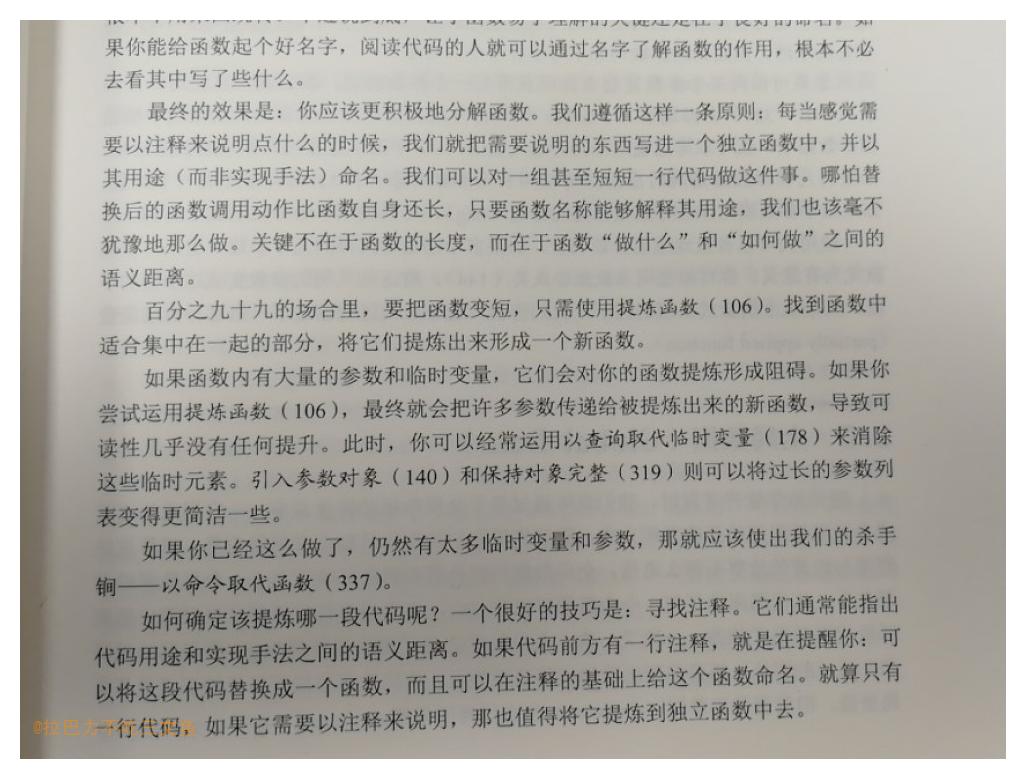 果你能给函数起个好名字，阅读代码的人就可以通过名字了解函数的作用，根本不必
去看其中写了些什么。
最终的效果是：你应该更积极地分解函数。我们遵循这样一条原则：每当感觉需
要以注释来说明点什么的时候，我们就把需要说明的东西写进一个独立函数中，并以
其用途（而非实现手法）命名。我们可以对一组甚至短短一行代码做这件事。哪怕替
换后的函数调用动作比函数自身还长，只要函数名称能够解释其用途，我们也该毫不
犹豫地那么做。关键不在于函数的长度，而在于函数“做什么”和“如何做”之间的
语义距离。
百分之九十九的场合里，要把函数变短，只需使用提炼函数（106）。找到函数中
适合集中在一起的部分，将它们提炼出来形成一个新函数。
如果函数内有大量的参数和临时变量，它们会对你的函数提炼形成阻碍。如果你
尝试运用提炼函数（106），最终就会把许多参数传递给被提炼出来的新函数，导致可
读性几乎没有任何提升。此时，你可以经常运用以查询取代临时变量（178）来消除
这些临时元素。引入参数对象（140）和保持对象完整（319）则可以将过长的参数列
表变得更简洁一些。
如果你已经这么做了，仍然有太多临时变量和参数，那就应该使出我们的杀手
锏——以命令取代函数（337）。
如何确定该提炼哪一段代码呢？一个很好的技巧是：寻找注释。它们通常能指出
代码用途和实现手法之间的语义距离。如果代码前方有一行注释，就是在提醒你：可
以将这段代码替换成一个函数，而且可以在注释的基础上给这个函数命名。就算只有
一行代码，如果它需要以注释来说明，那也值得将它提炼到独立函数中去。